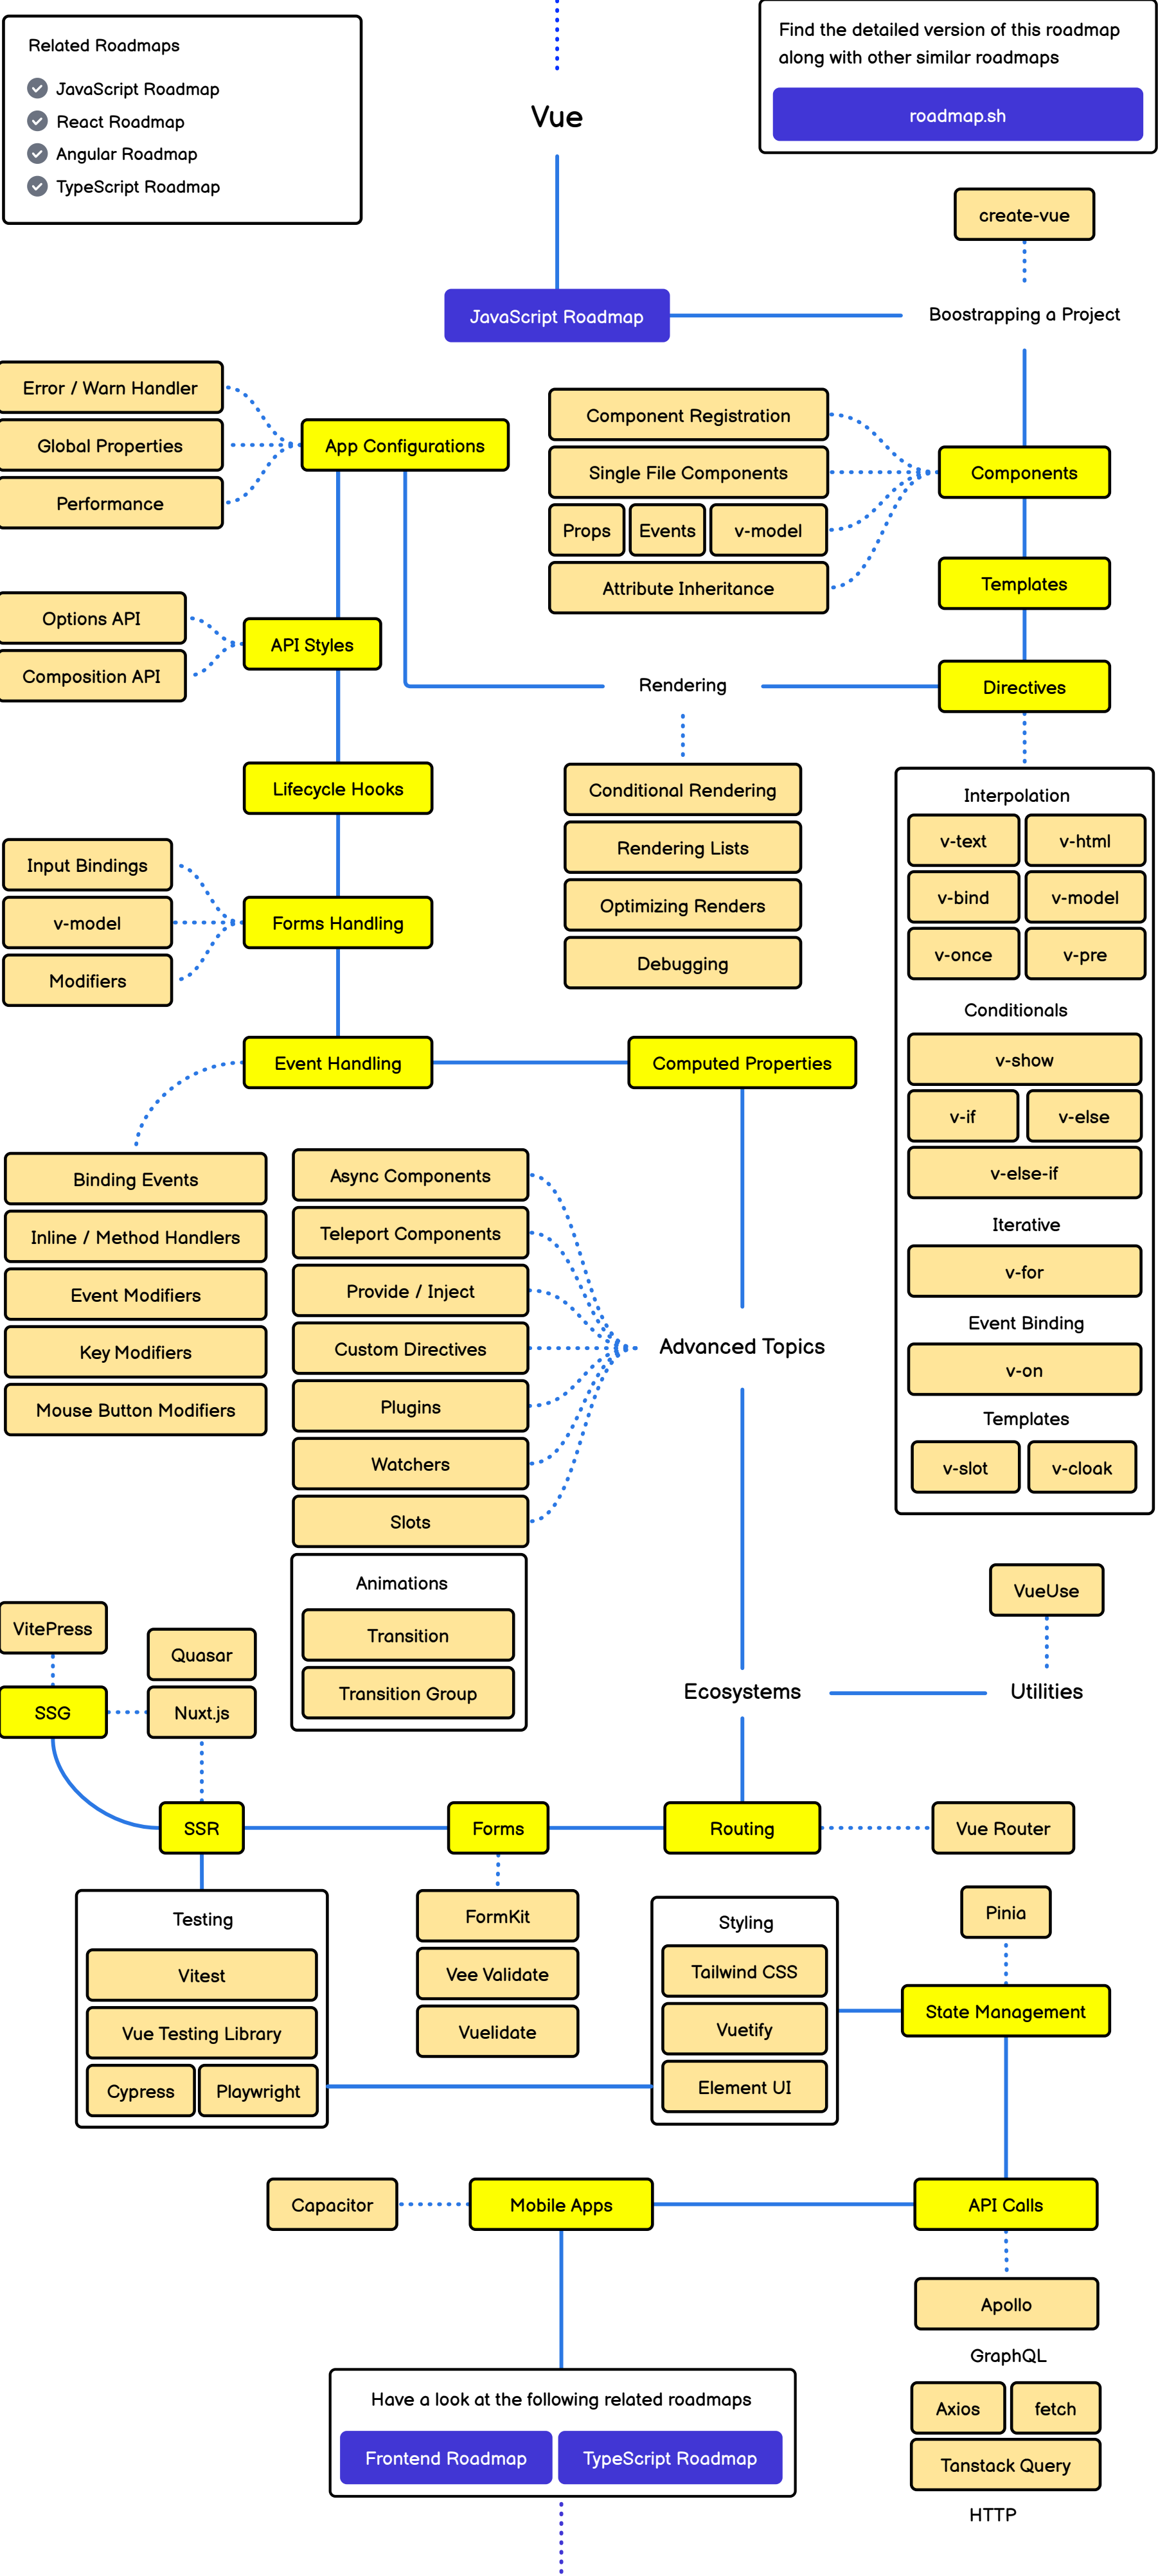 Related Roadmaps
JavaScript Roadmap
React Roadmap
Angular Roadmap
TypeScript Roadmap
Vue
Find the detailed version of this roadmap
along with other similar roadmaps
roadmap.sh
create-vue
JavaScript Roadmap
Boostrapping a Project
Error / Warn Handler
Global Properties
Performance
App Configurations
Component Registration
Single File Components
Props
Events
v-model
Attribute Inheritance
Components
Templates
Directives
Options API
Composition API
API Styles
Rendering
Conditional Rendering
Rendering Lists
Optimizing Renders
Debugging
Lifecycle Hooks
Input Bindings
v-model
Modifiers
Forms Handling
Interpolation
v-text
v-html
v-bind
v-model
v-once
v-pre
Conditionals
v-show
v-if
v-else
v-else-if
Iterative
v-for
Event Binding
v-on
Templates
v-slot
v-cloak
Event Handling
Computed Properties
Binding Events
Inline / Method Handlers
Event Modifiers
Key Modifiers
Mouse Button Modifiers
Async Components
Teleport Components
Provide / Inject
Custom Directives
Plugins
Watchers
Slots
Advanced Topics
Animations
Transition
Transition Group
VueUse
Ecosystems
Utilities
VitePress
SSG
Quasar
Nuxt.js
SSR
Forms
Routing
Vue Router
Testing
Vitest
Vue Testing Library
Cypress
Playwright
FormKit
Vee Validate
Vuelidate
Styling
Tailwind CSS
Vuetify
Element UI
Pinia
State Management
Capacitor
Mobile Apps
API Calls
Apollo
GraphQL
Axios
fetch
Tanstack Query
HTTP
Have a look at the following related roadmaps
Frontend Roadmap
TypeScript Roadmap